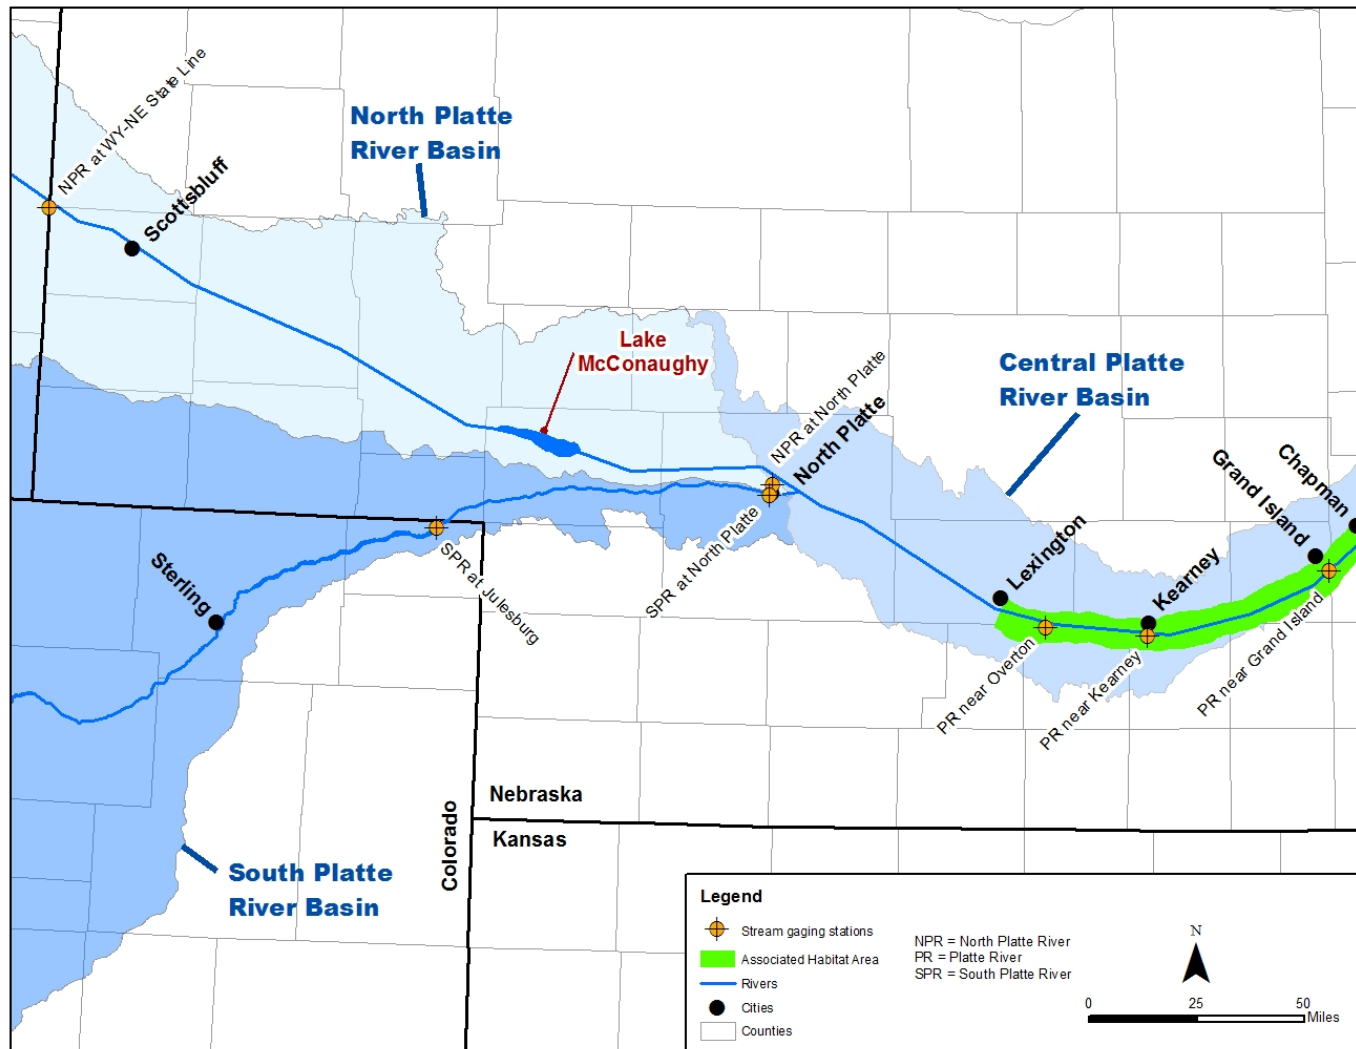 NPR at WY-NE State Line
Scottsbluff
North Platte
River Basin
Lake
McConaughy
NPR at North Platte
North Platte
Central Platte
River Basin
Grand Island
Chapman
SPR at North Platte
Lexington
Kearney
Sterling
SPR at Julesburg
PR near Overton
PR near Kearney
PR near Grand Island
Colorado
Nebraska
Kansas
South Platte
River Basin
Legend
Stream gaging stations
Associated Habitat Area
Rivers
Cities
Counties
NPR = North Platte River
PR = Platte River
SPR = South Platte River
N
0 25 50
Miles